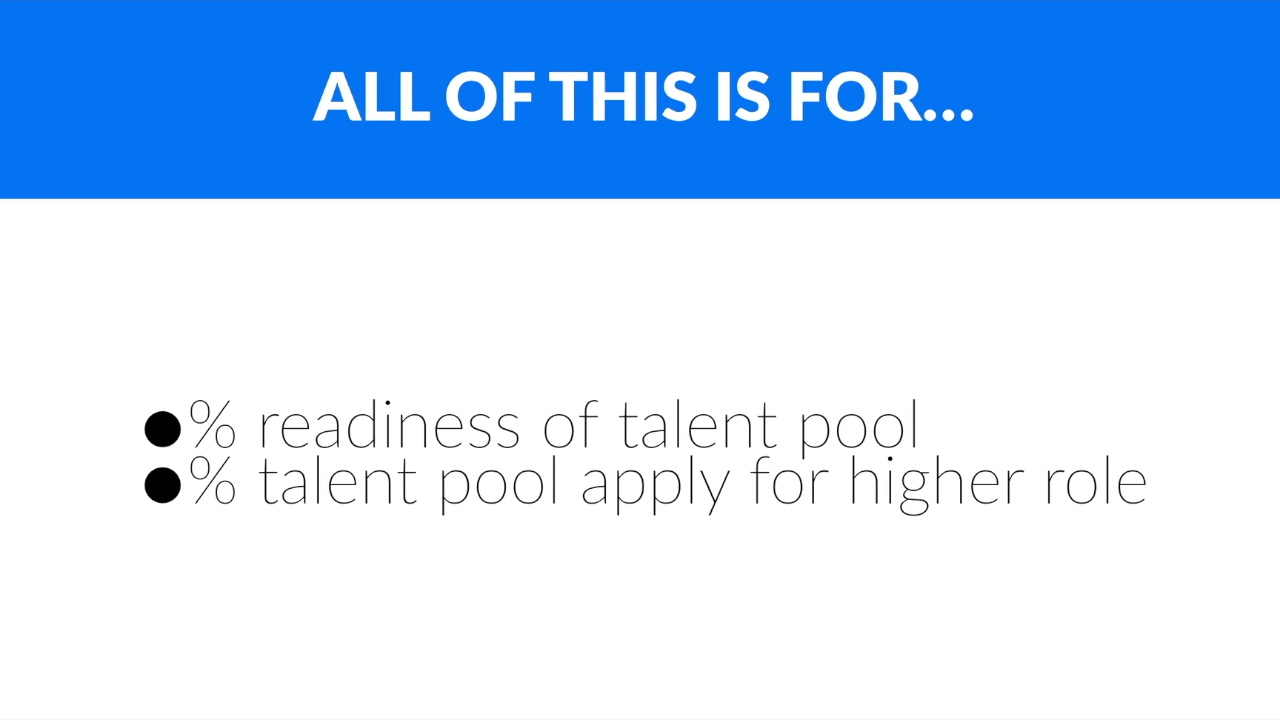 ALL OF THIS IS FOR...
●% readiness of talent pool
●% talent pool apply for higher role